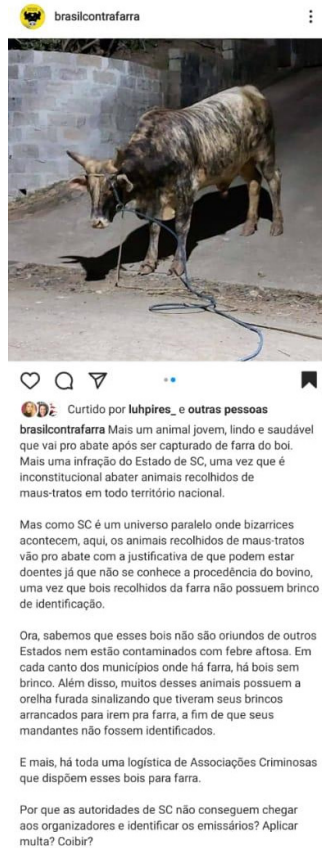 brasilcontrafarra
Curtido por luhpires_ e outras pessoas
brasilcontrafarra Mais um animal jovem, lindo e saudável
que vai pro abate após ser capturado de farra do boi.
Mais uma infração do Estado de SC, uma vez que é
inconstitucional abater animais recolhidos de
maus-tratos em todo território nacional.
Mas como SC é um universo paralelo onde bizarrices
acontecem, aqui, os animais recolhidos de maus-tratos
vão pro abate com a justificativa de que podem estar
doentes já que não se conhece a procedência do bovino,
uma vez que bois recolhidos da farra não possuem brinco
de identificação.
Ora, sabemos que esses bois não são oriundos de outros
Estados nem estão contaminados com febre aftosa. Em
cada canto dos municípios onde há farra, há bois sem
brinco. Além disso, muitos desses animais possuem a
orelha furada sinalizando que tiveram seus brincos
arrancados para irem pra farra, a fim de que seus
mandantes não fossem identificados.
E mais, há toda uma logística de Associações Criminosas
que dispõem esses bois para farra.
Por que as autoridades de SC não conseguem chegar
aos organizadores e identificar os emissários? Aplicar
multa? Coibir?